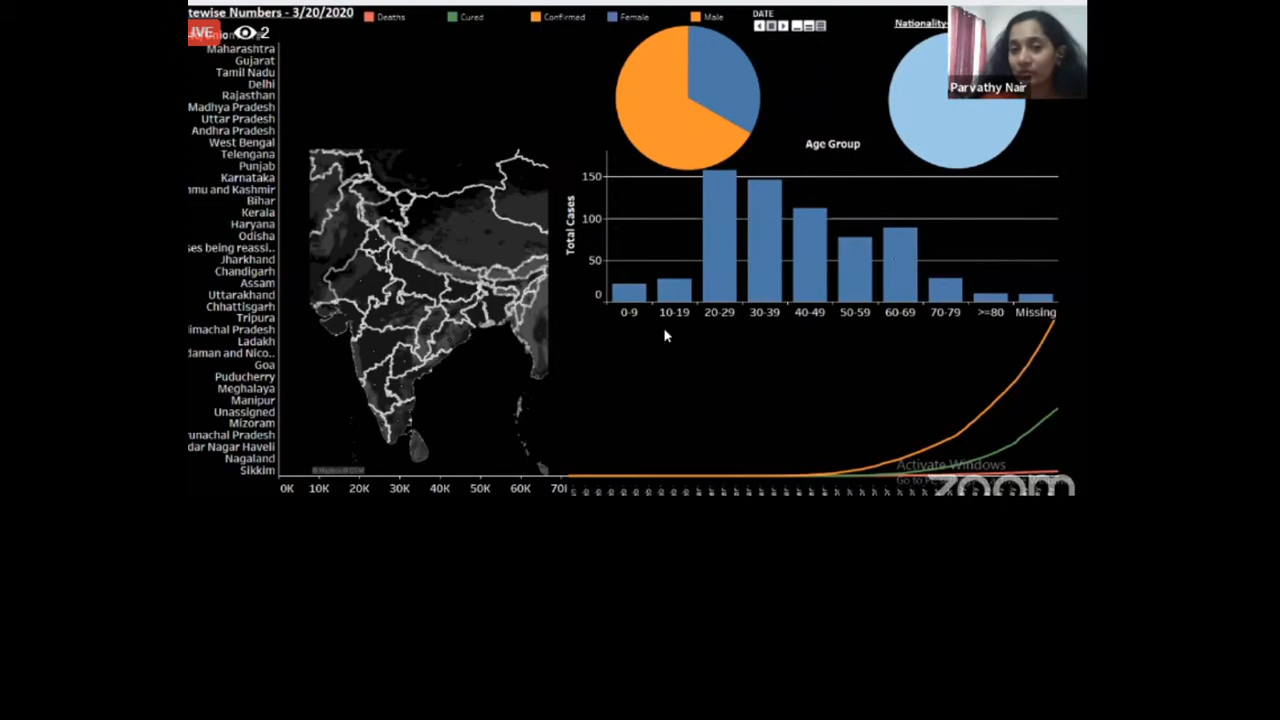 tewise Numbers - 3/20/2020
Deaths
Cured
Confirmed
Female
Male
DATE
Nationality
IVE
2
Maharashtra
Gujarat
Tamil Nadu
Delhi
Rajasthan
Madhya Pradesh
Uttar Pradesh
Andhra Pradesh
West Bengal
Telengana
Punjab
Karnataka
mmu and Kashmir
Bihar
Kerala
Haryana
Odisha
ses being reassi..
Jharkhand
Chandigarh
Assam
Uttarakhand
Chhattisgarh
Tripura
limachal Pradesh
Ladakh
daman and Nico..
Goa
Puducherry
Meghalaya
Manipur
Unassigned
Mizoram
runachal Pradesh
dar Nagar Haveli
Nagaland
Sikkim
0K 10K 20K 30K 40K 50K 60K
Parvathy Nair
Age Group
Total Cases
150
100
50
0
0-9 10-19 20-29 30-39 40-49 50-59 60-69 70-79 >=80 Missing
Activate Windows
zoom